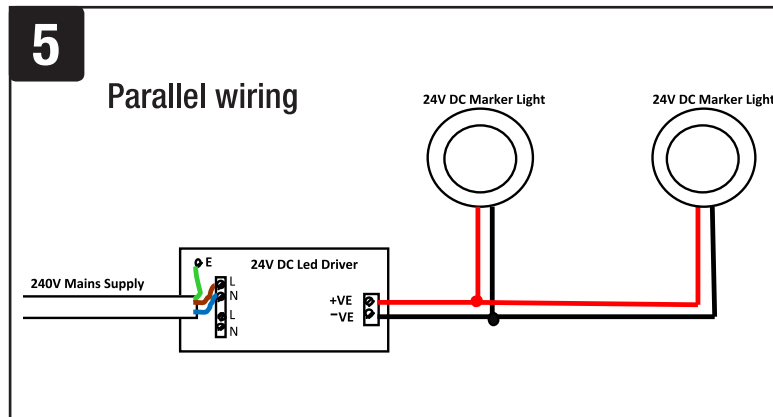 5
Parallel wiring
24V DC Marker Light
24V DC Marker Light
E
24V DC Led Driver
240V Mains Supply
L
N
L
N
+VE
−VE